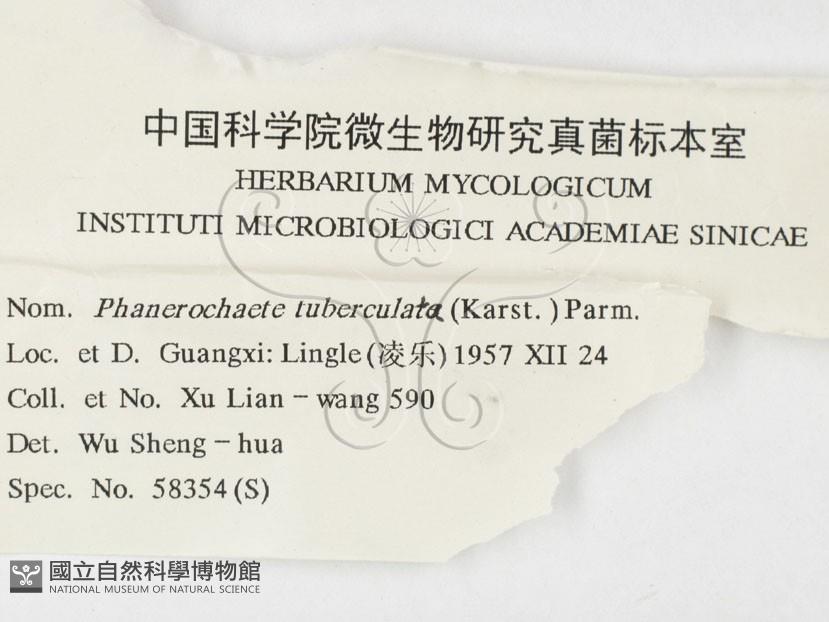 中国科学院微生物研究真菌标本室
HERBARIUM MYCOLOGICUM
INSTITUTI MICROBIOLOGICI ACADEMIAE SINICAE
Nom. Phanerochaete tuberculata (Karst.) Parm.
Loc. et D. Guangxi: Lingle (凌乐) 1957 XII 24
Coll. et No. Xu Lian-wang 590
Det. Wu Sheng-hua
Spec. No. 58354 (S)
國立自然科學博物館
NATIONAL MUSEUM OF NATURAL SCIENCE